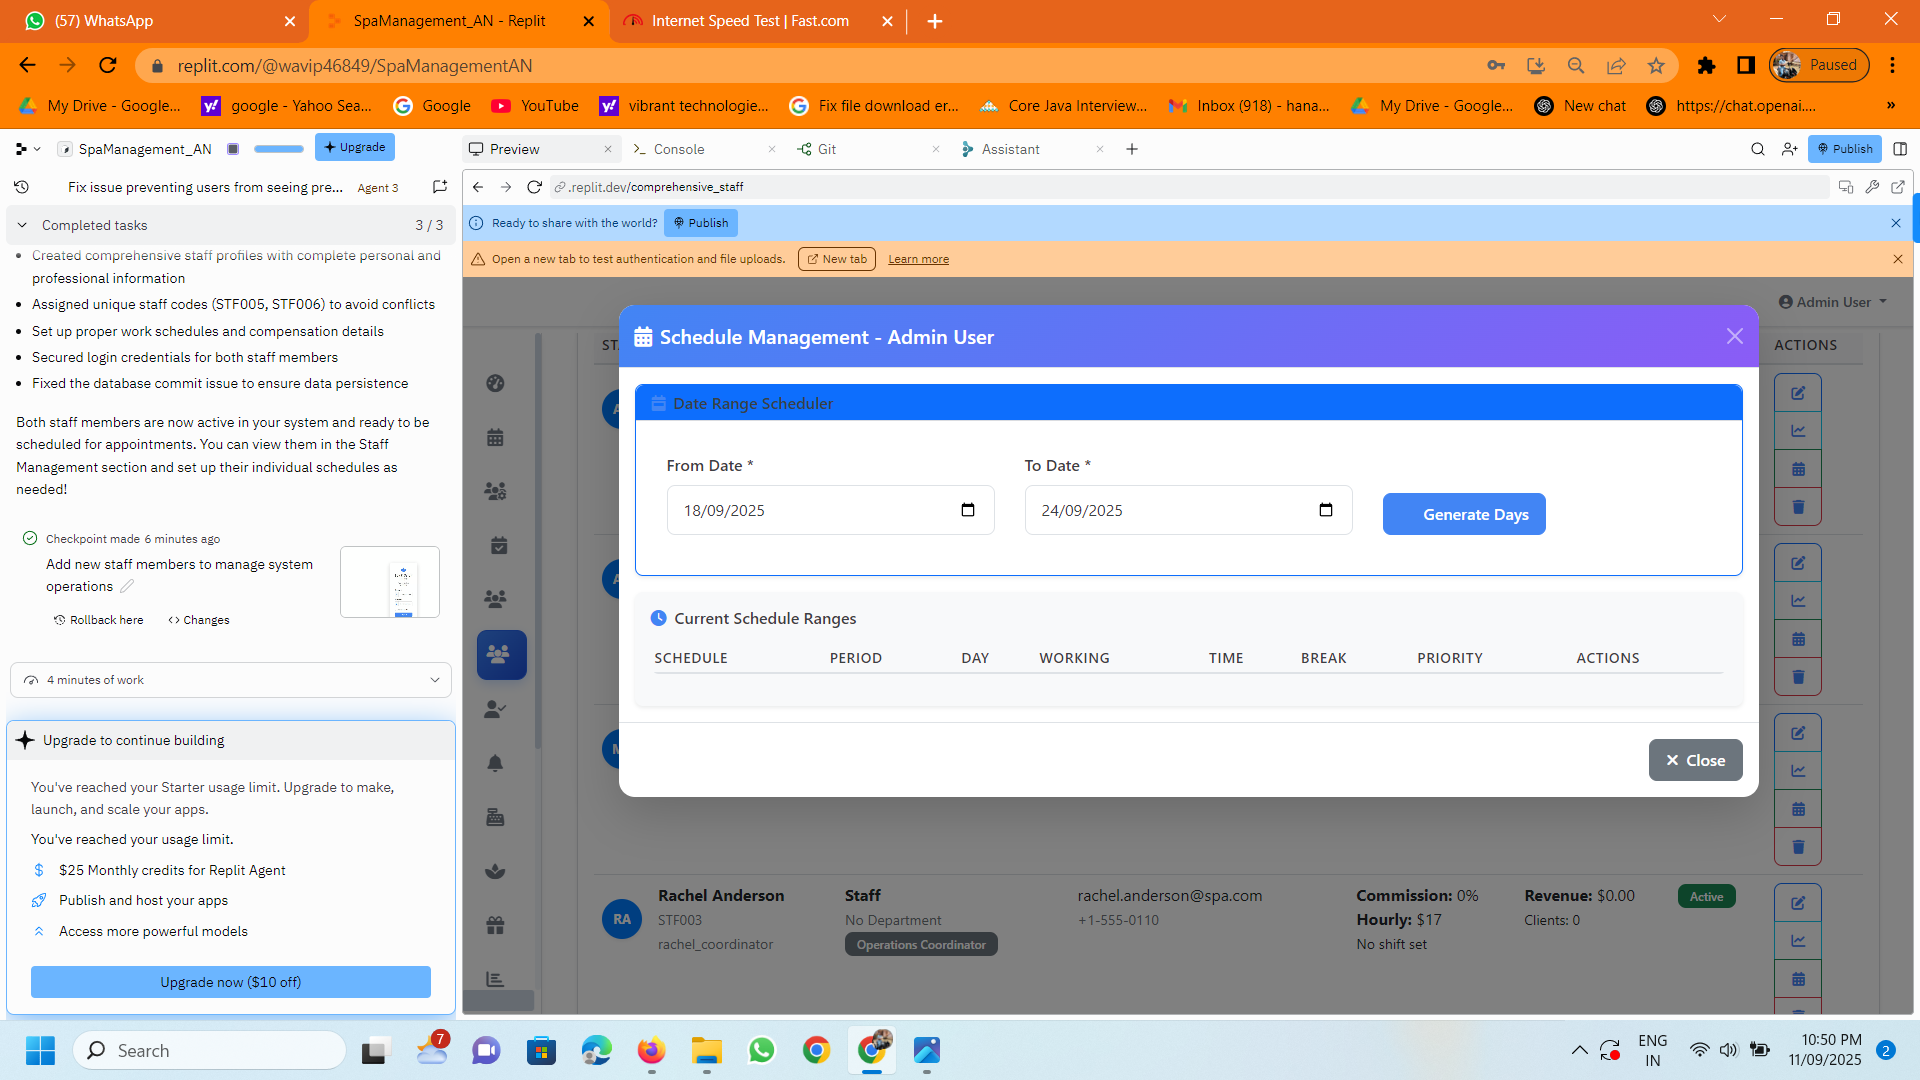 (57) WhatsApp
SpaManagement_AN - Replit
Internet Speed Test | Fast.com
replit.com/@wavip46849/SpaManagementAN
Paused
My Drive - Google...
google - Yahoo Sea...
Google
YouTube
vibrant technologie...
Fix file download er...
Core Java Interview...
Inbox (918) - hana...
My Drive - Google...
New chat
https://chat.openai....
»
SpaManagement_AN
Upgrade
Preview
Console
Git
Assistant
Publish
Fix issue preventing users from seeing pre...
Agent 3
.replit.dev/comprehensive_staff
Completed tasks
3 / 3
Ready to share with the world?
Publish
Open a new tab to test authentication and file uploads.
New tab
Learn more
• Created comprehensive staff profiles with complete personal and
professional information
• Assigned unique staff codes (STF005, STF006) to avoid conflicts
• Set up proper work schedules and compensation details
• Secured login credentials for both staff members
• Fixed the database commit issue to ensure data persistence
Both staff members are now active in your system and ready to
be scheduled for appointments. You can view them in the Staff
Management section and set up their individual schedules as
needed!
Checkpoint made 6 minutes ago
Add new staff members to manage system
operations
Rollback here
Changes
4 minutes of work
Upgrade to continue building
You've reached your Starter usage limit. Upgrade to make,
launch, and scale your apps.
You've reached your usage limit.
$25 Monthly credits for Replit Agent
Publish and host your apps
Access more powerful models
Upgrade now ($10 off)
Admin User
ST
ACTIONS
Schedule Management - Admin User
Date Range Scheduler
From Date *
To Date *
18/09/2025
24/09/2025
Generate Days
Current Schedule Ranges
SCHEDULE
PERIOD
DAY
WORKING
TIME
BREAK
PRIORITY
ACTIONS
Close
RA
Rachel Anderson
STF003
rachel_coordinator
Staff
No Department
Operations Coordinator
rachel.anderson@spa.com
+1-555-0110
Commission: 0%
Hourly: $17
No shift set
Revenue: $0.00
Clients: 0
Active
Search
7
ENG
IN
10:50 PM
11/09/2025
2